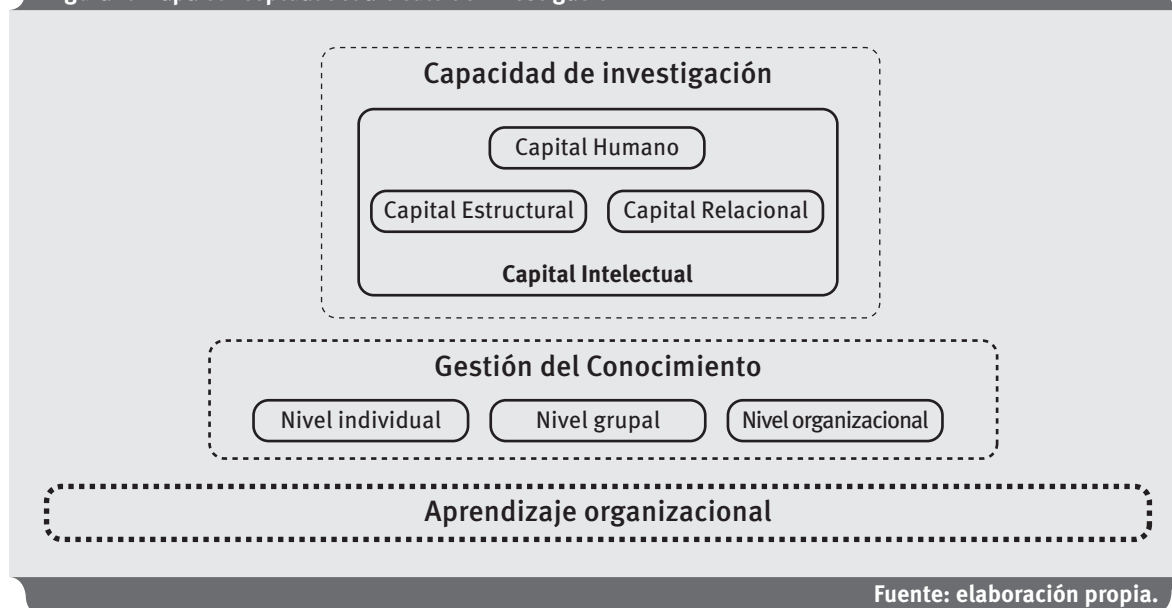 Capacidad de investigación
Capital Humano
Capital Estructural Capital Relacional
Capital Intelectual
Gestión del Conocimiento
Nivel individual Nivel grupal Nivel organizacional
Aprendizaje organizacional
Fuente: elaboración propia.